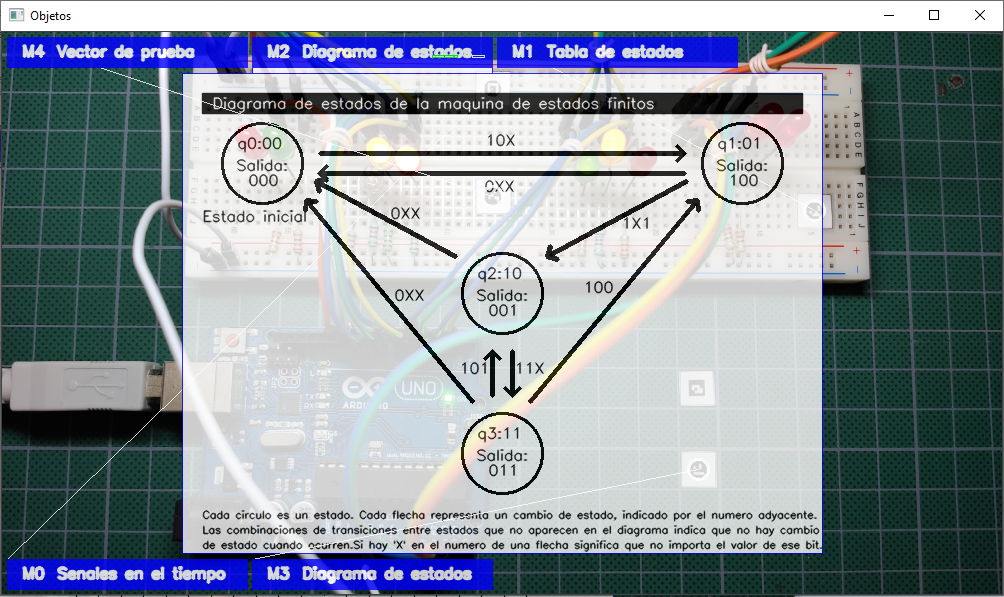 Objetos
M4 Vector de prueba
M2 Diagrama de estados
M1 Tabla de estados
Diagrama de estados de la maquina de estados finitos
q0:00
Salida:
000
Estado inicial
10X
0XX
q1:01
Salida:
100
0XX
1X1
q2:10
Salida:
001
0XX
100
101
11X
q3:11
Salida:
011
Cada circulo es un estado. Cada flecha representa un cambio de estado, indicado por el numero adyacente.
Las combinaciones de transiciones entre estados que no aparecen en el diagrama indica que no hay cambio
de estado cuando ocurren.Si hay 'X' en el numero de una flecha significa que no importa el valor de ese bit.
UNO
ARDUINO
M0 Senales en el tiempo
M3 Diagrama de estados